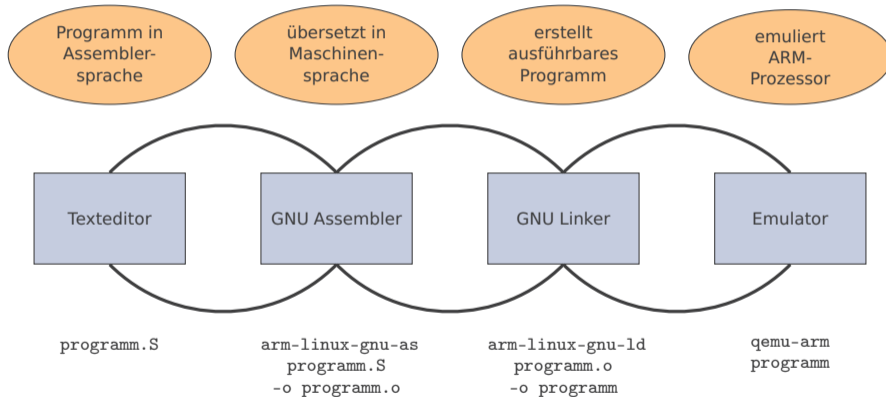 Programm in
Assembler-
sprache
übersetzt in
Maschinen-
sprache
erstellt
ausführbares
Programm
emuliert
ARM-
Prozessor
Texteditor
GNU Assembler
GNU Linker
Emulator
programm.S
arm-linux-gnu-as
programm.S
-o programm.o
arm-linux-gnu-ld
programm.o
-o programm
qemu-arm
programm